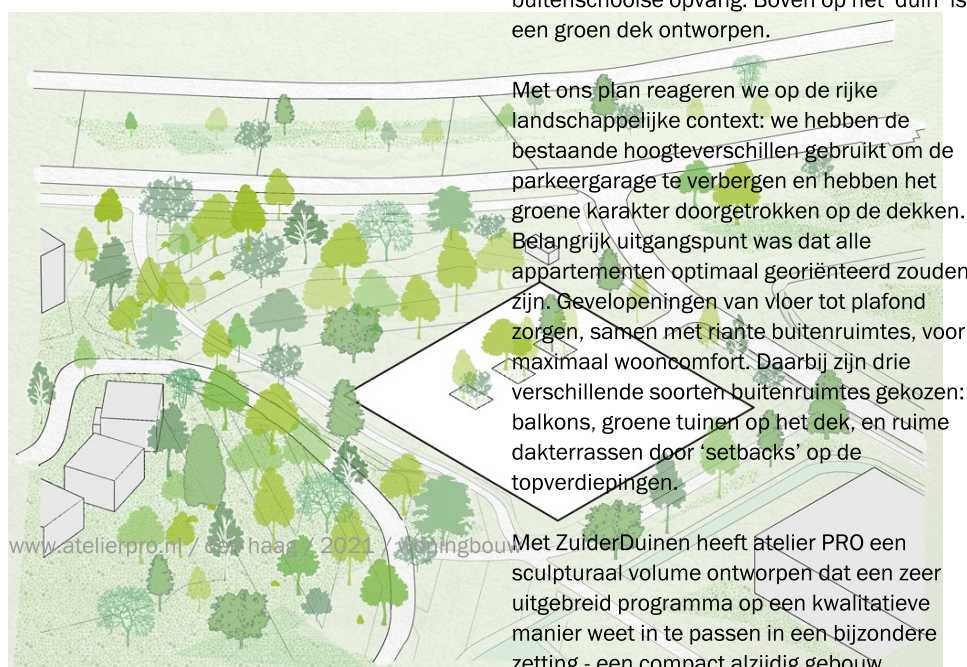 buitenschoolse opvang. Boven op het 'duin' is
een groen dek ontworpen.
Met ons plan reageren we op de rijke
landschappelijke context: we hebben de
bestaande hoogteverschillen gebruikt om de
parkeergarage te verbergen en hebben het
groene karakter doorgetrokken op de dekken.
Belangrijk uitgangspunt was dat alle
appartementen optimaal georiënteerd zouden
zijn. Gevelopeningen van vloer tot plafond
zorgen, samen met riante buitenruimtes, voor
maximaal wooncomfort. Daarbij zijn drie
verschillende soorten buitenruimtes gekozen:
balkons, groene tuinen op het dek, en ruime
dakterrassen door ‘setbacks’ op de
topverdiepingen.
www.atelierpro.nl / den haag / 2021 / woningbouw
Met ZuiderDuinen heeft atelier PRO een
sculpturaal volume ontworpen dat een zeer
uitgebreid programma op een kwalitatieve
manier weet in te passen in een bijzondere
zetting - een compact alzijdig gebouw